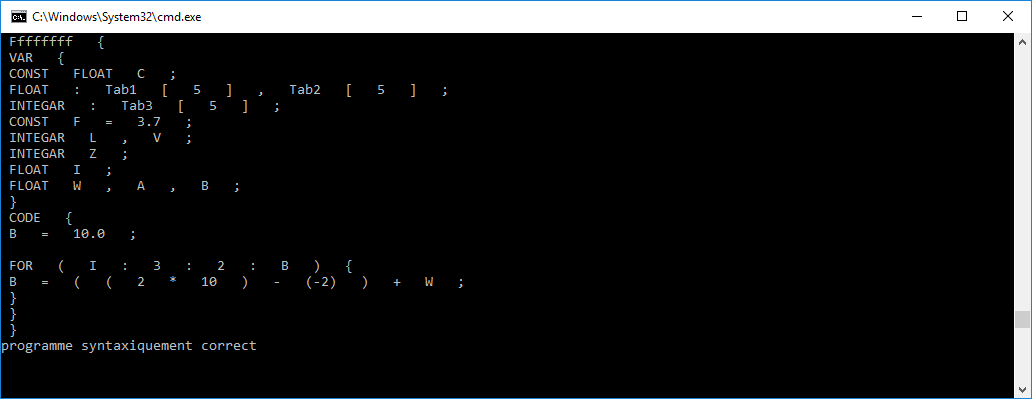 C:\Windows\System32\cmd.exe
Ffffffff {
VAR {
CONST FLOAT C ;
FLOAT : Tab1 [ 5 ] , Tab2 [ 5 ] ;
INTEGAR : Tab3 [ 5 ] ;
CONST F = 3.7 ;
INTEGAR L , V ;
INTEGAR Z ;
FLOAT I ;
FLOAT W , A , B ;
}
CODE {
B = 10.0 ;
FOR ( I : 3 : 2 : B ) {
B = ( ( 2 * 10 ) - (-2) ) + W ;
}
}
}
programme syntaxiquement correct